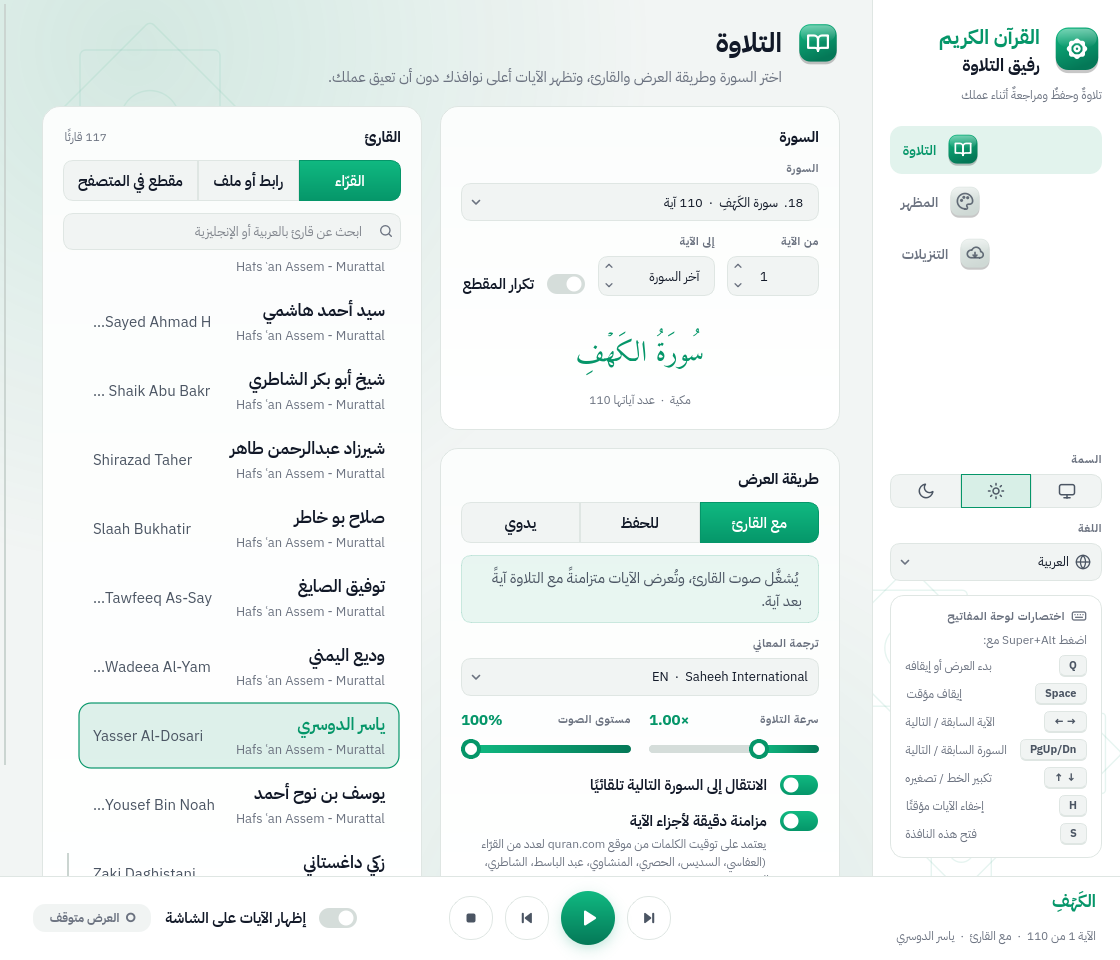 القرآن الكريم
رفيق التلاوة
تلاوةٌ وحفظٌ ومراجعةٌ أثناء عملك
التلاوة
المظهر
التنزيلات
السمة
اللغة
العربية
اختصارات لوحة المفاتيح
اضغط Super+Alt مع:
Q بدء العرض أو إيقافه
Space إيقاف مؤقت
← → الآية السابقة / التالية
PgUp/Dn السورة السابقة / التالية
↑ ↓ تكبير الخط / تصغيره
H إخفاء الآيات مؤقتًا
S فتح هذه النافذة
التلاوة
اختر السورة وطريقة العرض والقارئ، وتظهر الآيات أعلى نوافذك دون أن تعيق عملك.
السورة
السورة
18. سورة الكَهۡفِ · 110 آية
من الآية
إلى الآية
1
آخر السورة
تكرار المقطع
سُورَةُ الكَهۡفِ
مكية · عدد آياتها 110
طريقة العرض
مع القارئ
للحفظ
يدوي
يُشغَّل صوت القارئ، وتُعرض الآيات متزامنةً مع التلاوة آيةً
بعد آية.
ترجمة المعاني
EN · Saheeh International
سرعة التلاوة 1.00×
مستوى الصوت 100%
الانتقال إلى السورة التالية تلقائيًا
مزامنة دقيقة لأجزاء الآية
يعتمد على توقيت الكلمات من موقع quran.com لعدد من القرّاء
(العفاسي، السديس، الحصري، المنشاوي، عبد الباسط، الشاطري،
القارئ
117 قارئًا
القرّاء
رابط أو ملف
مقطع في المتصفح
ابحث عن قارئ بالعربية أو الإنجليزية
Hafs 'an Assem - Murattal
سيد أحمد هاشمي
Sayed Ahmad H...
Hafs 'an Assem - Murattal
شيخ أبو بكر الشاطري
Shaik Abu Bakr ...
Hafs 'an Assem - Murattal
شيرزاد عبدالرحمن طاهر
Shirazad Taher
Hafs 'an Assem - Murattal
صلاح بو خاطر
Slaah Bukhatir
Hafs 'an Assem - Murattal
توفيق الصايغ
Tawfeeq As-Say...
Hafs 'an Assem - Murattal
وديع اليمني
Wadeea Al-Yam...
Hafs 'an Assem - Murattal
ياسر الدوسري
Yasser Al-Dosari
Hafs 'an Assem - Murattal
يوسف بن نوح أحمد
Yousef Bin Noah...
Hafs 'an Assem - Murattal
زكي داغستاني
Zaki Daghistani
الكَهۡفِ
الآية 1 من 110 · مع القارئ · ياسر الدوسري
إظهار الآيات على الشاشة
العرض متوقف